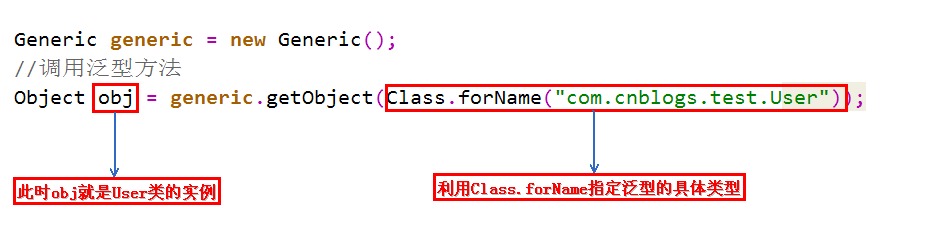 Generic generic = new Generic();
//调用泛型方法
Object obj = generic.getObject(Class.forName("com.cnblogs.test.User"));
此时obj就是User类的实例
利用Class.forName指定泛型的具体类型